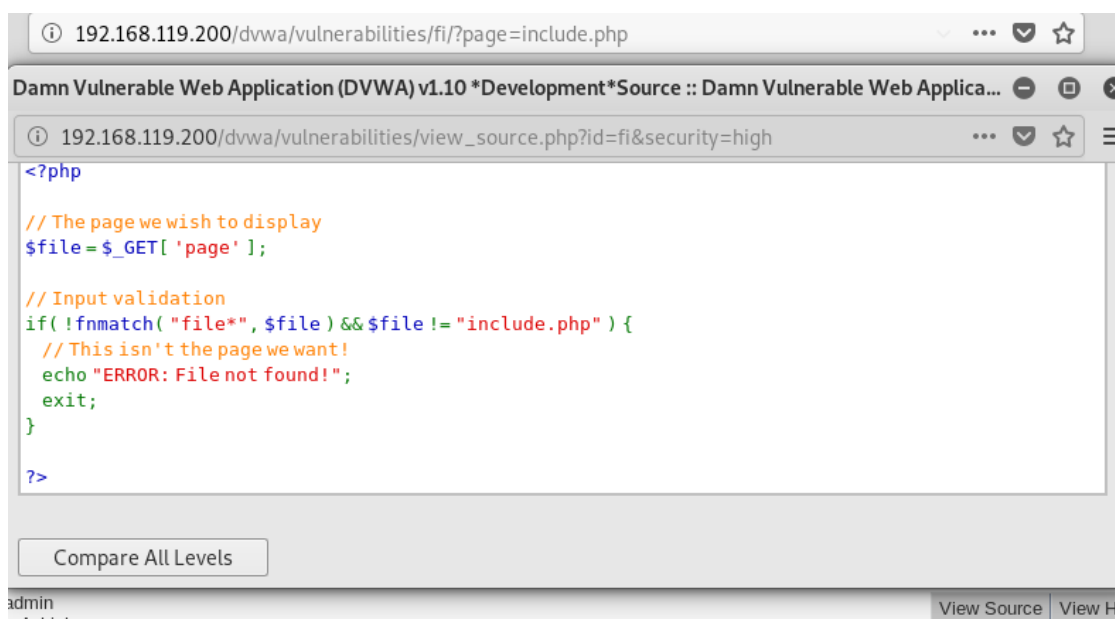 192.168.119.200/dvwa/vulnerabilities/fi/?page=include.php
Damn Vulnerable Web Application (DVWA) v1.10 *Development*Source :: Damn Vulnerable Web Applica...
192.168.119.200/dvwa/vulnerabilities/view_source.php?id=fi&security=high
<?php
// The page we wish to display
$file = $_GET[ 'page' ];
// Input validation
if( !fnmatch( "file*", $file ) && $file != "include.php" ) {
// This isn't the page we want!
echo "ERROR: File not found!";
exit;
}
?>
Compare All Levels
admin
View Source View H